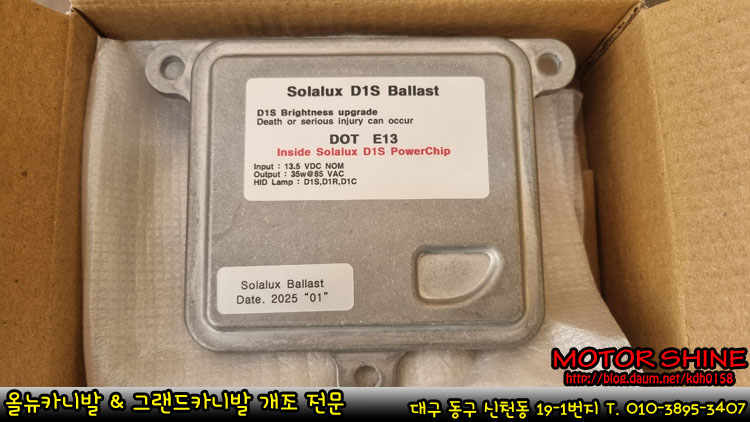 Solalux D1S Ballast
D1S Brightness upgrade
Death or serious injury can occur
DOT E13
Inside Solalux D1S PowerChip
Input : 13.5 VDC NOM
Output : 35w@85 VAC
HID Lamp : D1S,D1R,D1C
Solalux Ballast
Date. 2025 "01"
MOTOR SHINE
http://blog.daum.net/kdh0158
올뉴카니발 & 그랜드카니발 개조 전문
대구 동구 신천동 19-1번지 T. 010-3895-3407